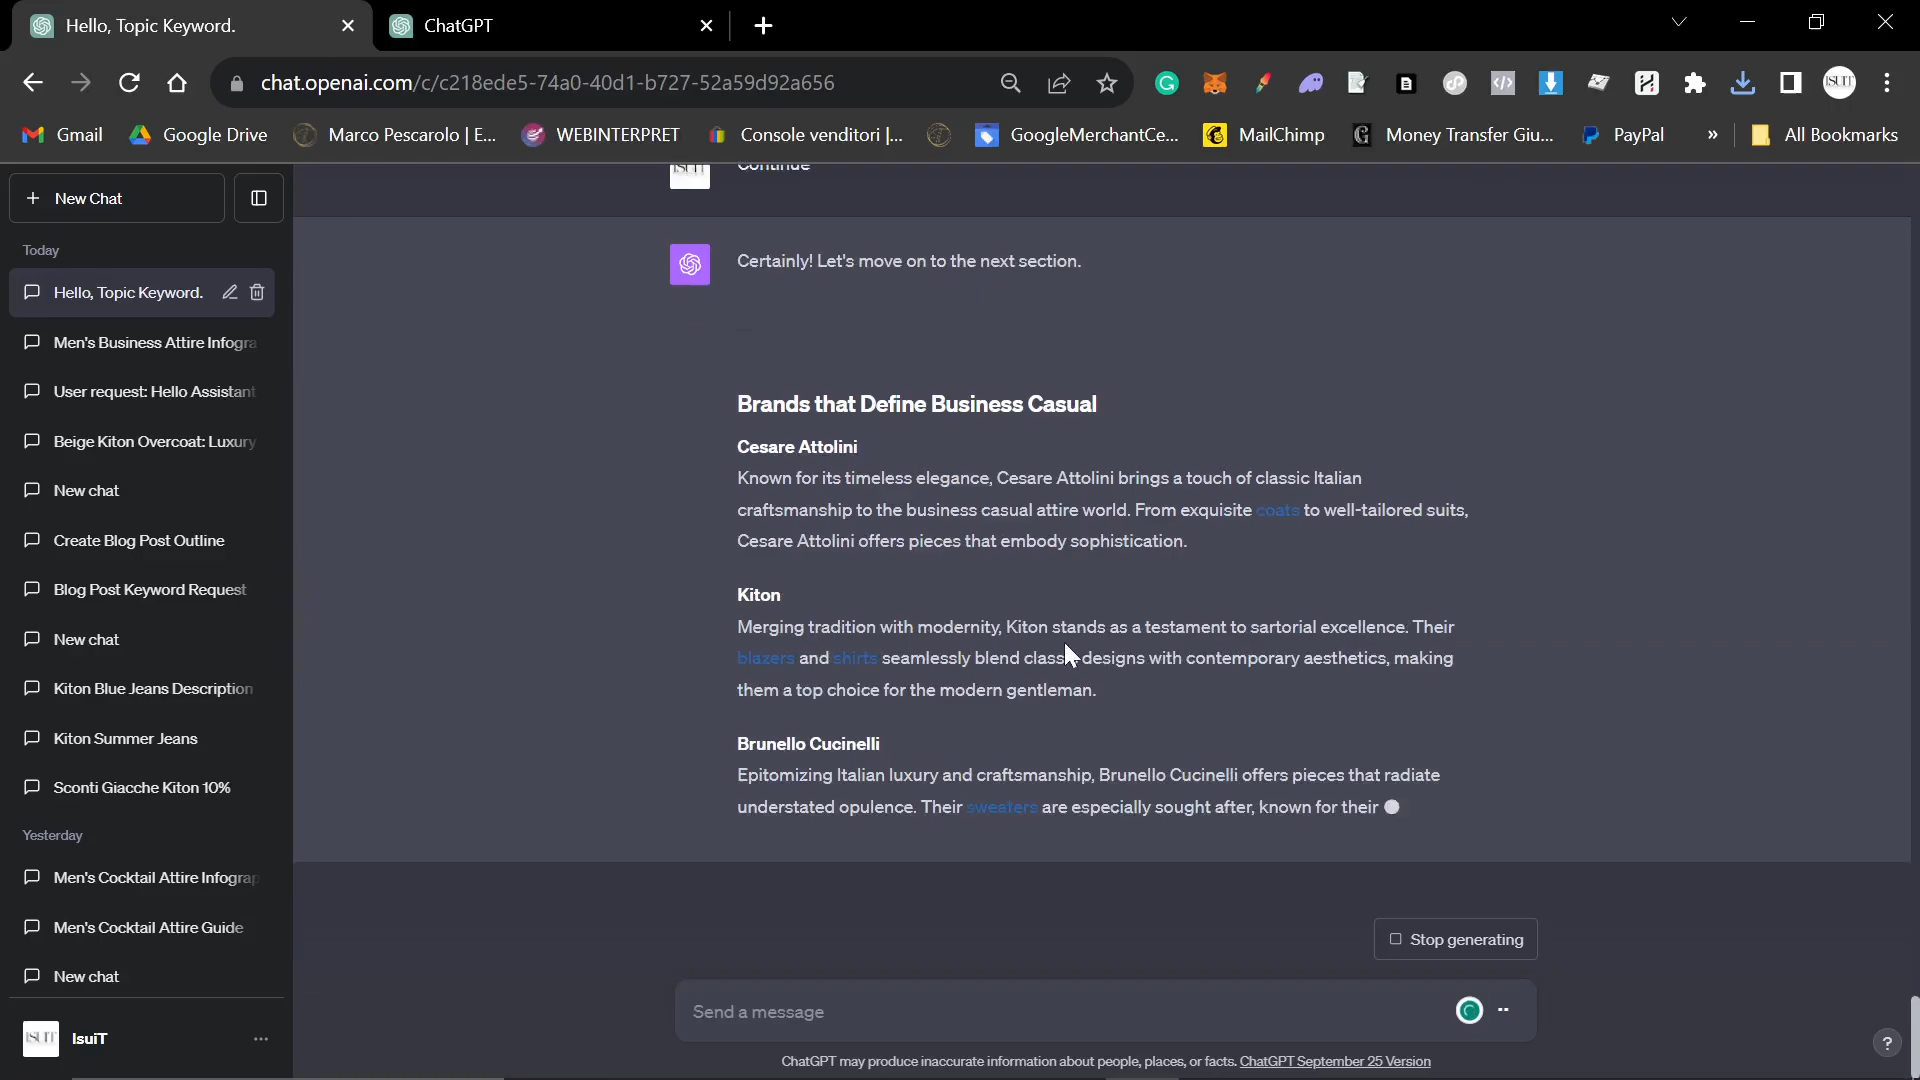 Hello, Topic Keyword.
ChatGPT
chat.openai.com/c/c218ede5-74a0-40d1-b727-52a59d92a656
Gmail
Google Drive
Marco Pescarolo | E...
WEBINTERPRET
Console venditori |...
GoogleMerchantCe...
MailChimp
Money Transfer Giu...
PayPal
»
All Bookmarks
New Chat
Today
Hello, Topic Keyword.
Men's Business Attire Infogra
User request: Hello Assistant
Beige Kiton Overcoat: Luxury
New chat
Create Blog Post Outline
Blog Post Keyword Request
New chat
Kiton Blue Jeans Description
Kiton Summer Jeans
Sconti Giacche Kiton 10%
Yesterday
Men's Cocktail Attire Infograp
Men's Cocktail Attire Guide
New chat
ISUIT
IsuiT
ISUIT
Continue
Certainly! Let's move on to the next section.
Brands that Define Business Casual
Cesare Attolini
Known for its timeless elegance, Cesare Attolini brings a touch of classic Italian
craftsmanship to the business casual attire world. From exquisite coats to well-tailored suits,
Cesare Attolini offers pieces that embody sophistication.
Kiton
Merging tradition with modernity, Kiton stands as a testament to sartorial excellence. Their
blazers and shirts seamlessly blend classic designs with contemporary aesthetics, making
them a top choice for the modern gentleman.
Brunello Cucinelli
Epitomizing Italian luxury and craftsmanship, Brunello Cucinelli offers pieces that radiate
understated opulence. Their sweaters are especially sought after, known for their
Stop generating
Send a message
ChatGPT may produce inaccurate information about people, places, or facts. ChatGPT September 25 Version
?